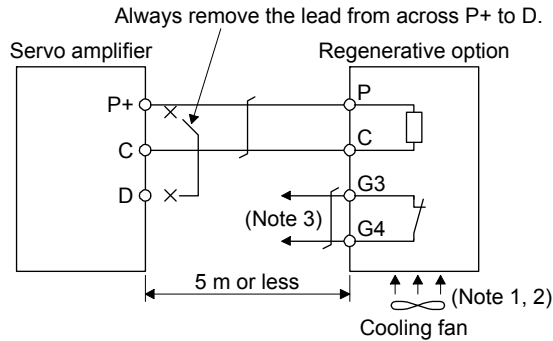 Always remove the lead from across P+ to D.
Servo amplifier
Regenerative option
P+
P
C
C
D
G3
(Note 3)
G4
5 m or less
(Note 1, 2)
Cooling fan